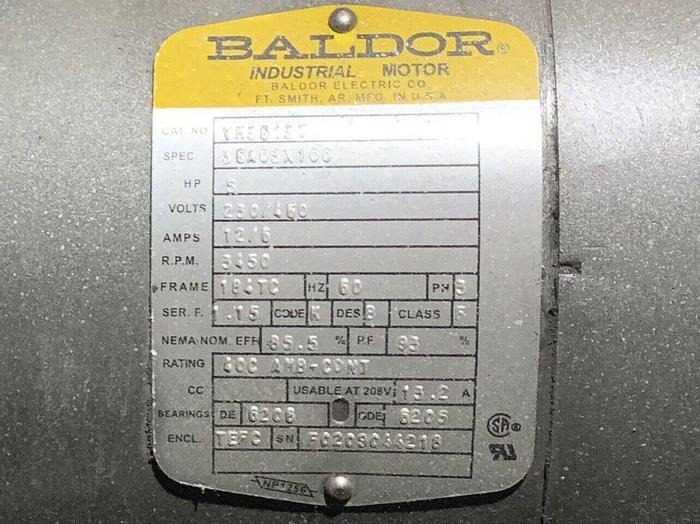 BALDOR ®
INDUSTRIAL MOTOR
BALDOR ELECTRIC CO.
FT. SMITH, AR. MFG. IN U.S.A.
CAT. NO. VM3613T
SPEC. 36A03X166
HP 5
VOLTS 230/460
AMPS 12/6
R.P.M. 3450
FRAME 184TC HZ 60 PH 3
SER. F. 1.15 CODE K DES B CLASS F
NEMA-NOM. EFF 85.5 % P.F. 93 %
RATING 40C AMB-CONT
CC USABLE AT 208V 13.2 A
BEARINGS DE 6206 ODE 6205
ENCL. TEFC SN
NP1256